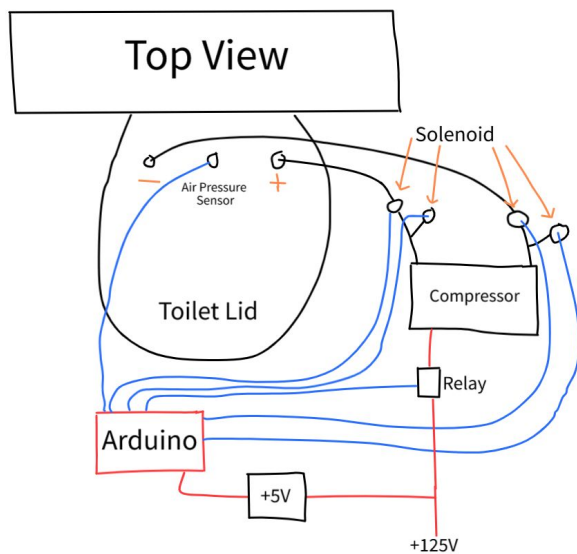 Top View
Solenoid
−
Air Pressure
Sensor
+
Toilet Lid
Compressor
Relay
Arduino
+5V
+125V